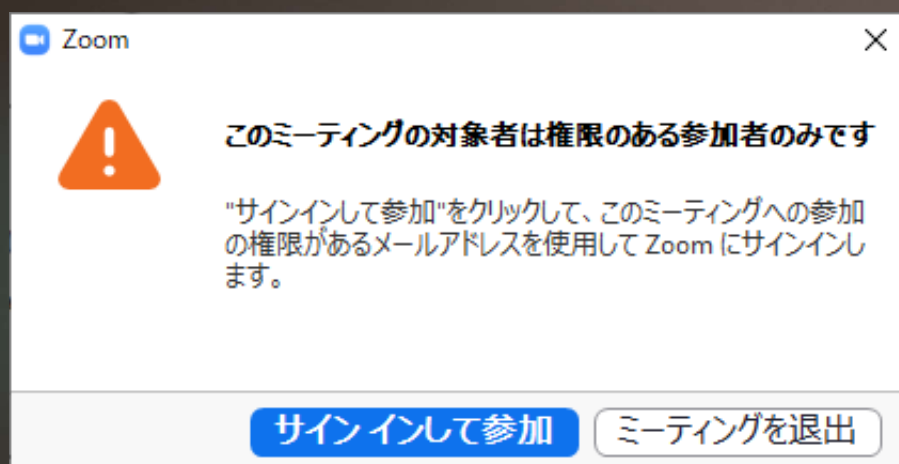 Zoom
このミーティングの対象者は権限のある参加者のみです
"サインインして参加"をクリックして、このミーティングへの参加
の権限があるメールアドレスを使用して Zoom にサインインし
ます。
サイン インして参加
ミーティングを退出